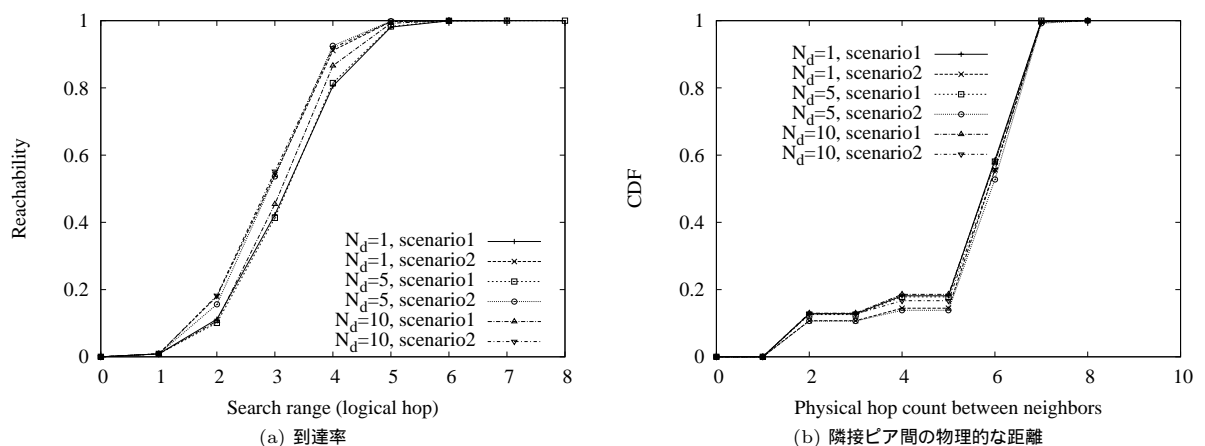 1
0.8
0.6
0.4
0.2
0
0 1 2 3 4 5 6 7 8
Reachability
Search range (logical hop)
N_d=1, scenario1
N_d=1, scenario2
N_d=5, scenario1
N_d=5, scenario2
N_d=10, scenario1
N_d=10, scenario2
(a) 到達率
1
0.8
0.6
0.4
0.2
0
0 2 4 6 8 10
CDF
Physical hop count between neighbors
N_d=1, scenario1
N_d=1, scenario2
N_d=5, scenario1
N_d=5, scenario2
N_d=10, scenario1
N_d=10, scenario2
(b) 隣接ピア間の物理的な距離